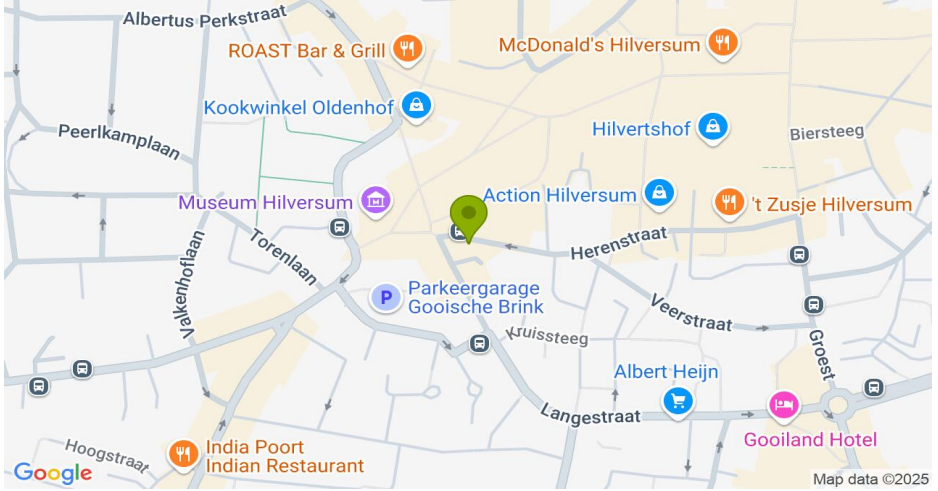 Albertus Perkstraat
ROAST Bar & Grill
McDonald's Hilversum
Kookwinkel Oldenhof
Hilvertshof
Biersteeg
Peerlkamplaan
Museum Hilversum
Action Hilversum
't Zusje Hilversum
Valkenhoflaan
Torenlaan
Herenstraat
P
Parkeergarage
Gooische Brink
Veerstraat
Kruissteeg
Groest
Albert Heijn
Langestraat
Gooiland Hotel
Hoogstraat
India Poort
Indian Restaurant
Google
Map data ©2025